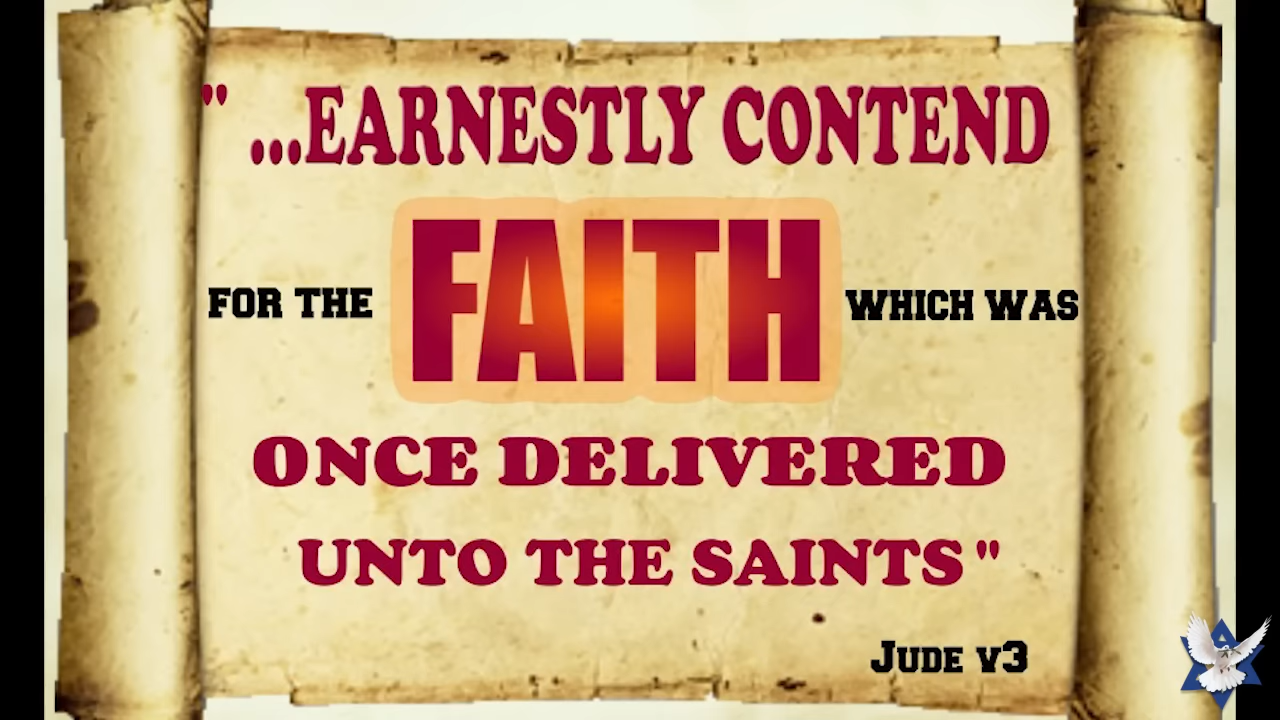 " ...EARNESTLY CONTEND
FOR THE FAITH WHICH WAS
ONCE DELIVERED
UNTO THE SAINTS "
JUDE V3